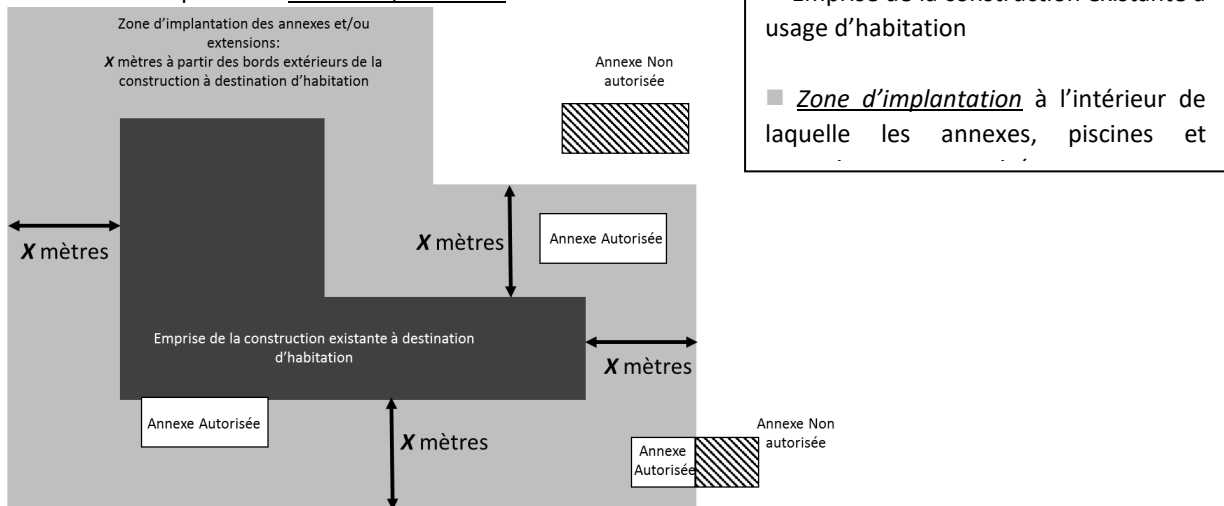 Zone d’implantation des annexes et/ou
extensions:
X mètres à partir des bords extérieurs de la
construction à destination d’habitation
usage d’habitation
Zone d’implantation à l’intérieur de
laquelle les annexes, piscines et
Annexe Non
autorisée
X mètres
X mètres
Annexe Autorisée
Emprise de la construction existante à destination
d’habitation
X mètres
Annexe Autorisée
X mètres
Annexe
Autorisée
Annexe Non
autorisée